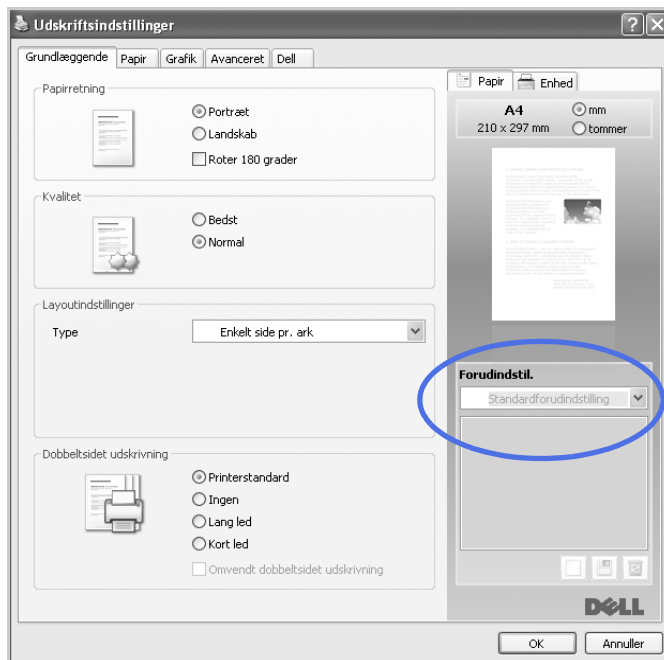 Udskriftsindstillinger
Grundlæggende Papir Grafik Avanceret Dell
Papirretning
Portræt
Landskab
Roter 180 grader
Kvalitet
Bedst
Normal
Layoutindstillinger
Type Enkelt side pr. ark
Dobbeltsidet udskrivning
Printerstandard
Ingen
Lang led
Kort led
Omvendt dobbeltsidet udskrivning
Papir Enhed
A4 mm
210 x 297 mm tommer
Forudindstil.
Standardforudindstilling
DELL
OK Annuller